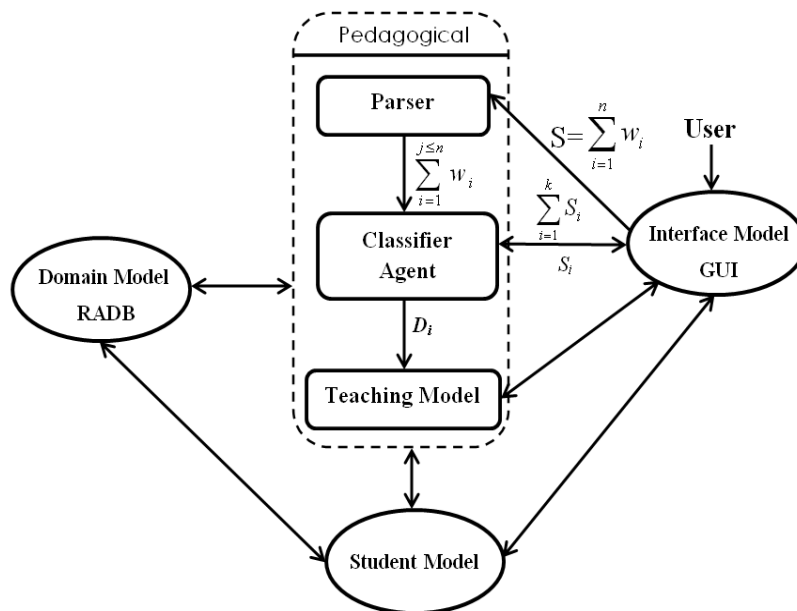 Pedagogical
Parser
S=∑_{i=1}^{n} w_i
User
∑_{i=1}^{j≤n} w_i
∑_{i=1}^{k} S_i
Classifier
Agent
S_i
Interface Model
GUI
Domain Model
RADB
D_i
Teaching Model
Student Model